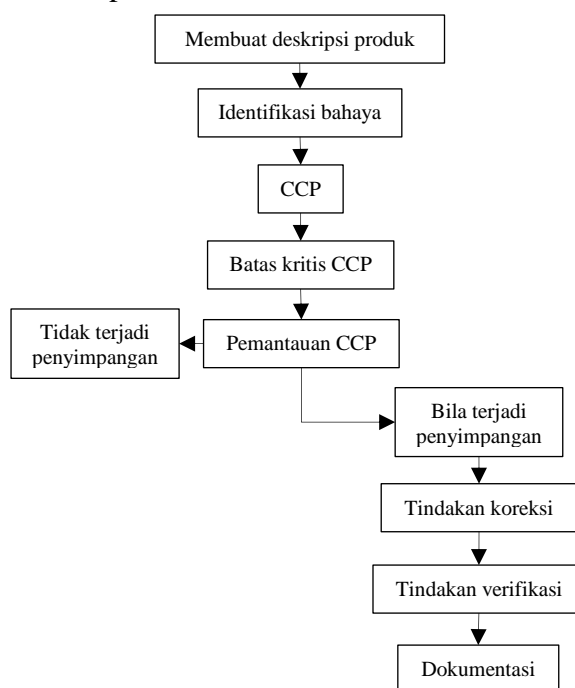 Membuat deskripsi produk
Identifikasi bahaya
CCP
Batas kritis CCP
Tidak terjadi
penyimpangan
Pemantauan CCP
Bila terjadi
penyimpangan
Tindakan koreksi
Tindakan verifikasi
Dokumentasi